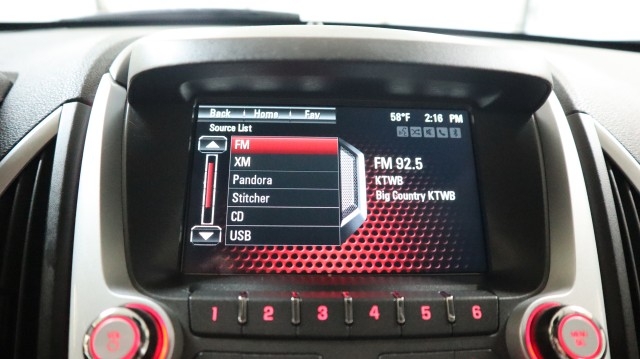 Back Home Fav
58°F 2:16 PM
Source List
FM
XM
Pandora
Stitcher
CD
USB
FM 92.5
KTWB
Big Country KTWB
1 2 3 4 5 6